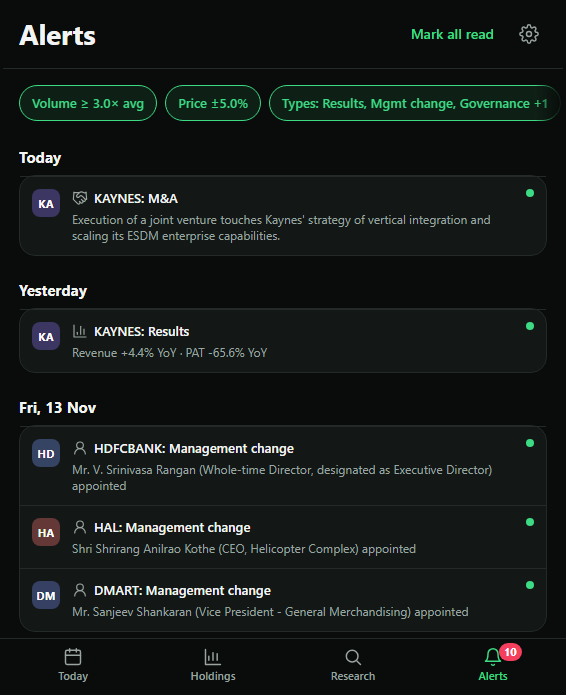 Alerts
Mark all read
Volume ≥ 3.0× avg
Price ±5.0%
Types: Results, Mgmt change, Governance +1
Today
KA
KAYNES: M&A
Execution of a joint venture touches Kaynes' strategy of vertical integration and
scaling its ESDM enterprise capabilities.
Yesterday
KA
KAYNES: Results
Revenue +4.4% YoY · PAT -65.6% YoY
Fri, 13 Nov
HD
HDFCBANK: Management change
Mr. V. Srinivasa Rangan (Whole-time Director, designated as Executive Director)
appointed
HA
HAL: Management change
Shri Shrirang Anilrao Kothe (CEO, Helicopter Complex) appointed
DM
DMART: Management change
Mr. Sanjeev Shankaran (Vice President - General Merchandising) appointed
10
Today
Holdings
Research
Alerts